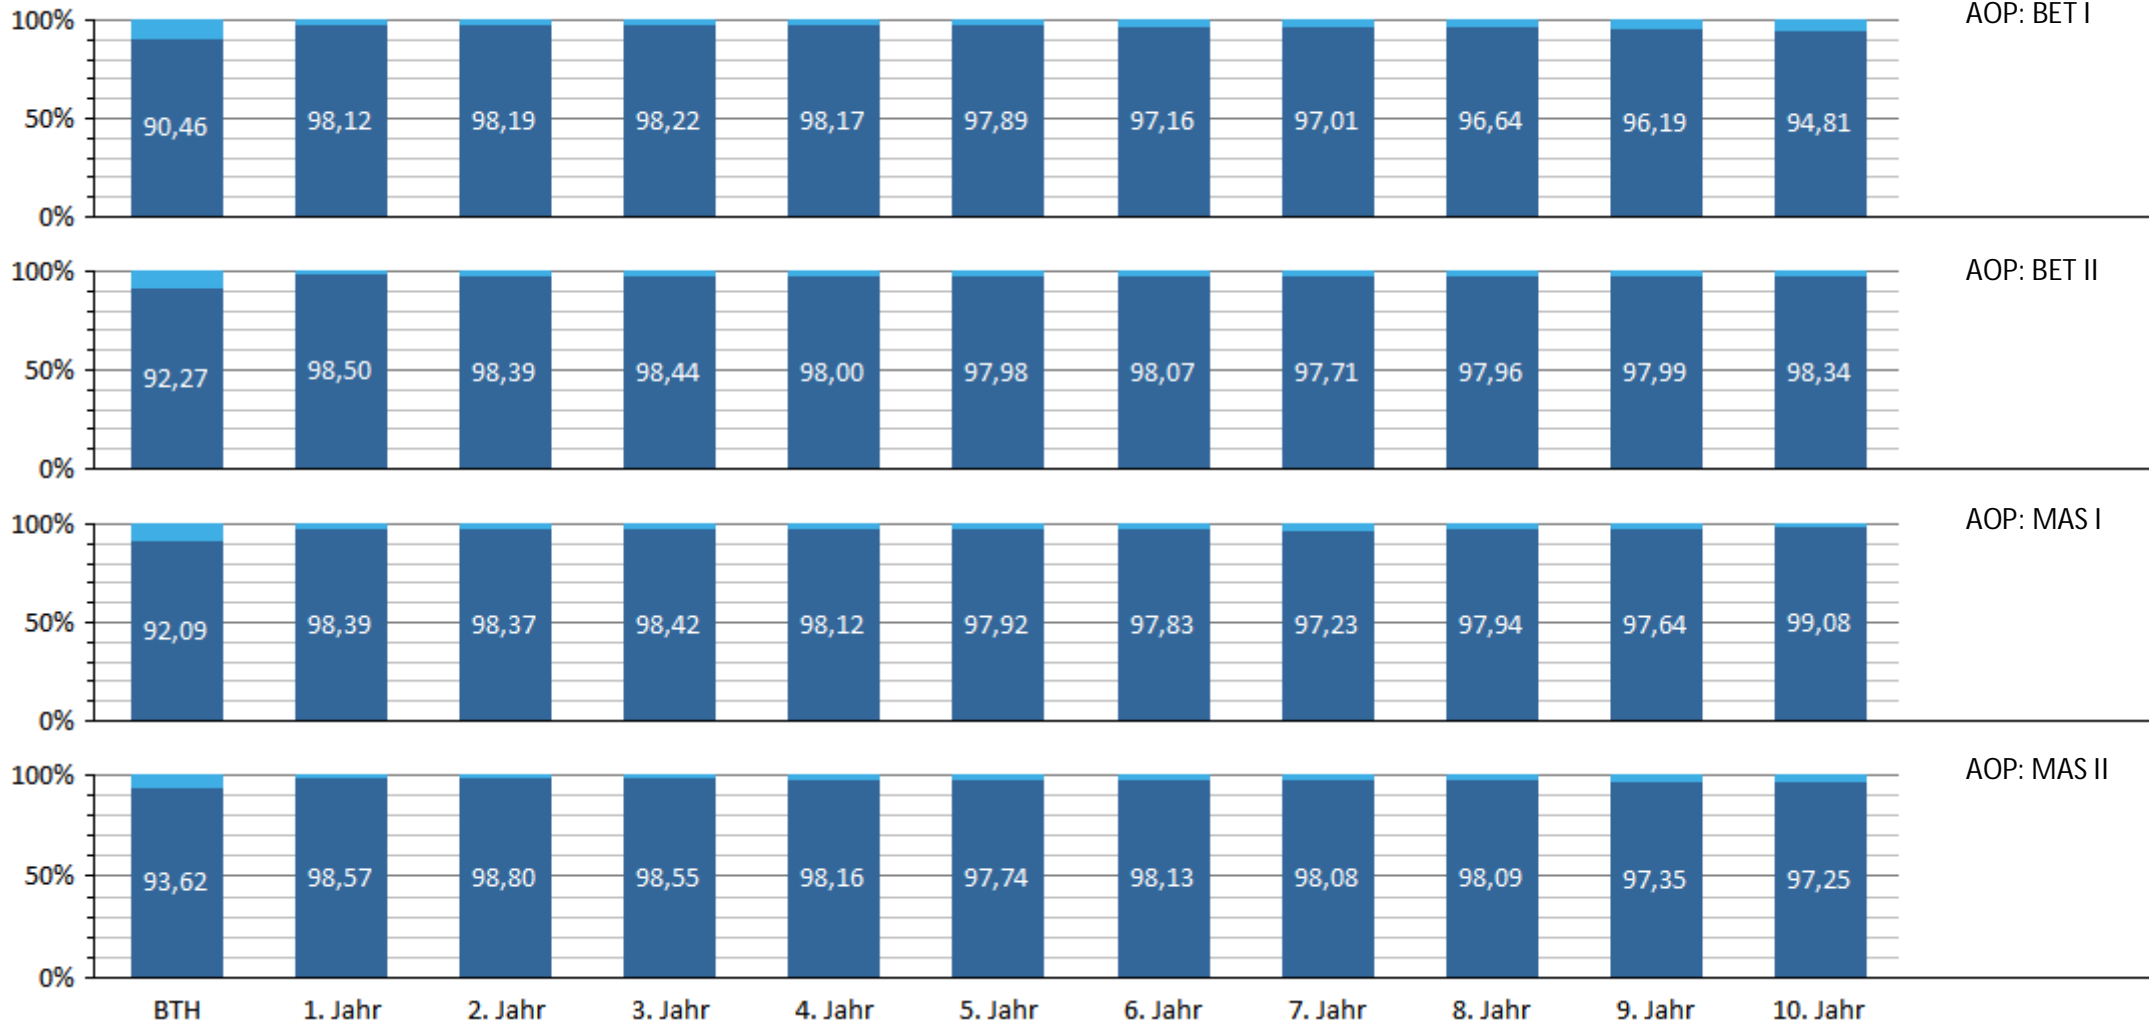 AOP: BET I
100%
50%
0%
90,46 98,12 98,19 98,22 98,17 97,89 97,16 97,01 96,64 96,19 94,81
AOP: BET II
100%
50%
0%
92,27 98,50 98,39 98,44 98,00 97,98 98,07 97,71 97,96 97,99 98,34
AOP: MAS I
100%
50%
0%
92,09 98,39 98,37 98,42 98,12 97,92 97,83 97,23 97,94 97,64 99,08
AOP: MAS II
100%
50%
0%
93,62 98,57 98,80 98,55 98,16 97,74 98,13 98,08 98,09 97,35 97,25
BTH 1. Jahr 2. Jahr 3. Jahr 4. Jahr 5. Jahr 6. Jahr 7. Jahr 8. Jahr 9. Jahr 10. Jahr